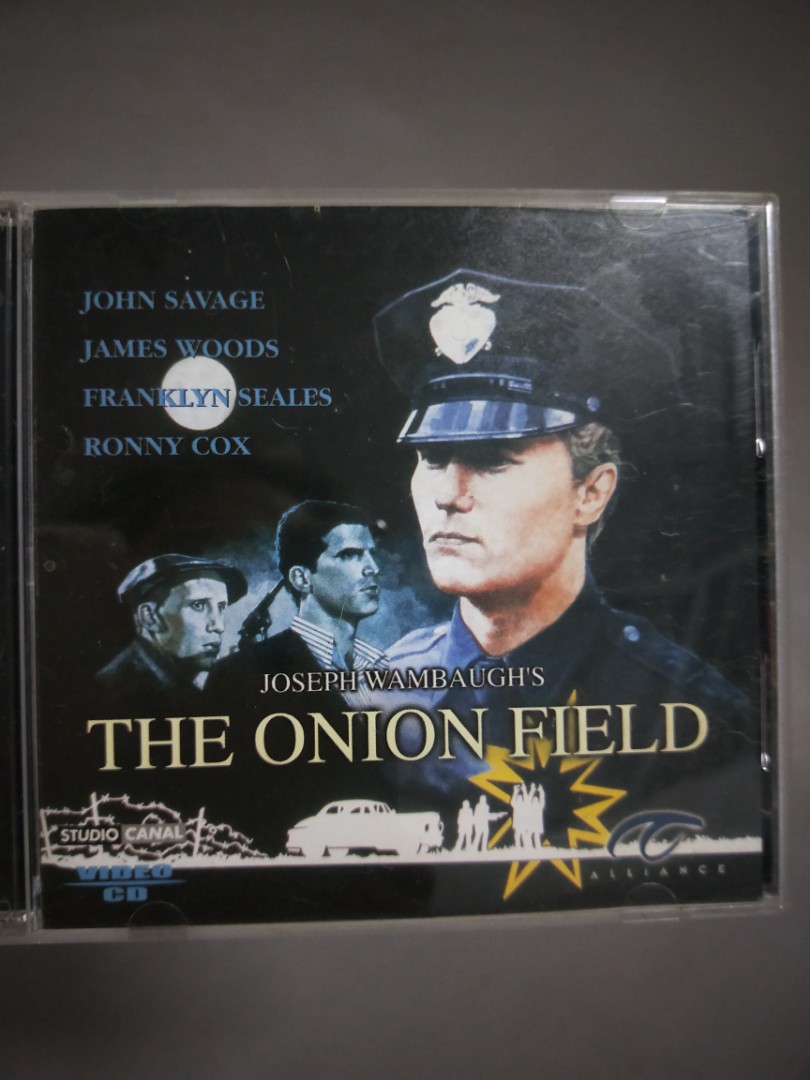 JOHN SAVAGE
JAMES WOODS
FRANKLYN SEALES
RONNY COX
JOSEPH WAMBAUGH'S
THE ONION FIELD
STUDIO CANAL
VIDEO
CD
ALLIANCE